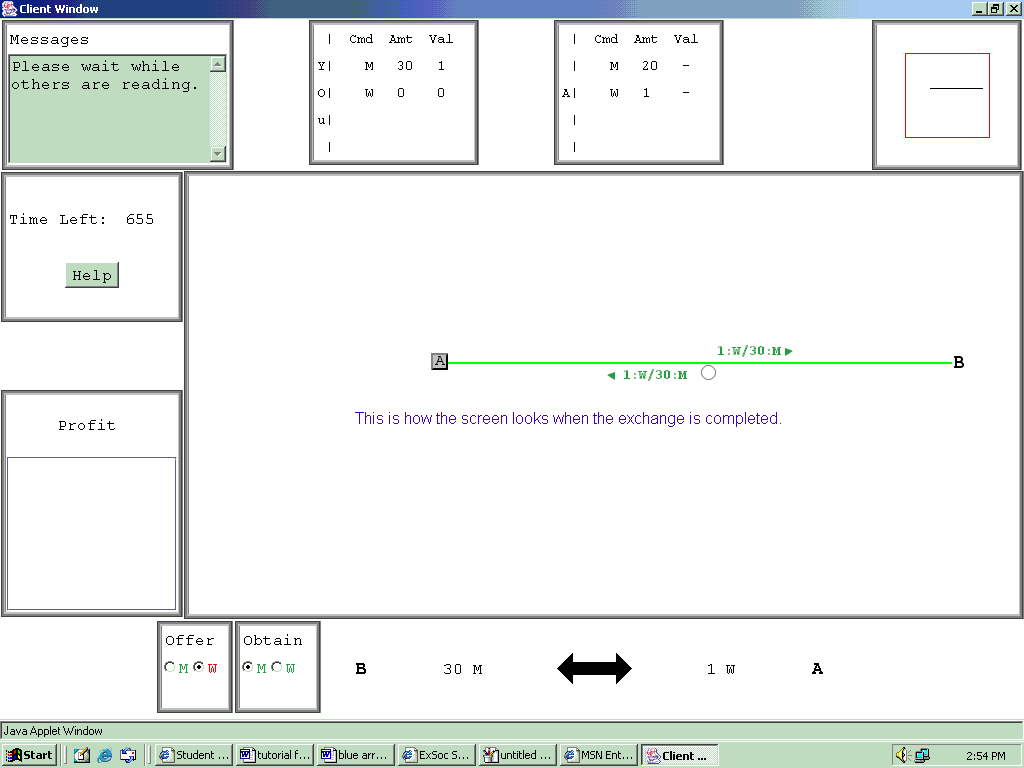 Client Window
Messages
Please wait while
others are reading.
| Cmd Amt Val
Y| M 30 1
O| W 0 0
u|
|
| Cmd Amt Val
| M 20 -
A| W 1 -
|
|
Time Left: 655
Help
1:W/30:M ▶
A B
◀ 1:W/30:M
This is how the screen looks when the exchange is completed.
Profit
Offer Obtain
M W M W
B 30 M 1 W A
Java Applet Window
Start Student ... tutorial f... blue arr... ExSoc S... untitled ... MSN Ent... Client ... 2:54 PM